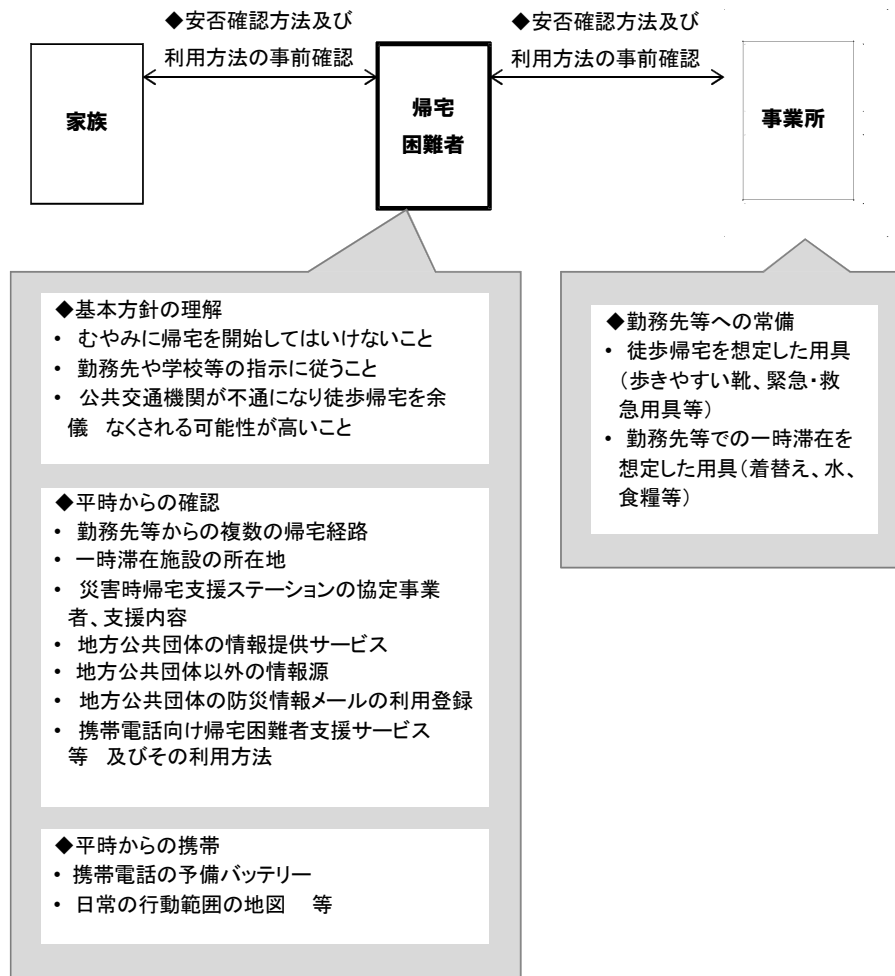 ◆安否確認方法及び
利用方法の事前確認
◆安否確認方法及び
利用方法の事前確認
家族
帰宅
困難者
事業所
◆基本方針の理解
• むやみに帰宅を開始してはいけないこと
• 勤務先や学校等の指示に従うこと
• 公共交通機関が不通になり徒歩帰宅を余
儀 なくされる可能性が高いこと
◆平時からの確認
• 勤務先等からの複数の帰宅経路
• 一時滞在施設の所在地
• 災害時帰宅支援ステーションの協定事業
者、支援内容
• 地方公共団体の情報提供サービス
• 地方公共団体以外の情報源
• 地方公共団体の防災情報メールの利用登録
• 携帯電話向け帰宅困難者支援サービス
等 及びその利用方法
◆平時からの携帯
• 携帯電話の予備バッテリー
• 日常の行動範囲の地図 等
◆勤務先等への常備
• 徒歩帰宅を想定した用具
(歩きやすい靴、緊急・救
急用具等)
• 勤務先等での一時滞在を
想定した用具(着替え、水、
食糧等)